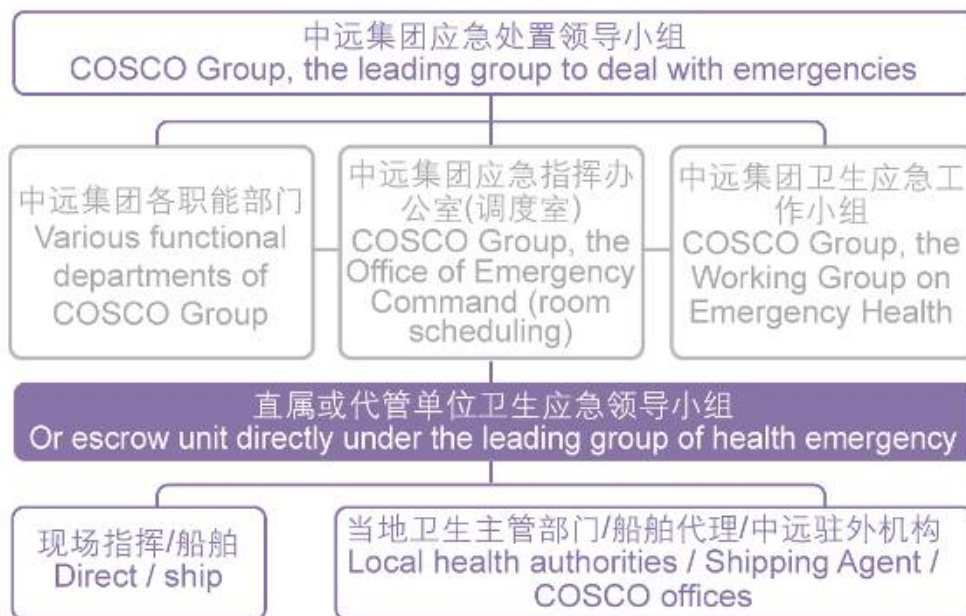 中远集团应急处置领导小组
COSCO Group, the leading group to deal with emergencies
中远集团各职能部门
Various functional
departments of
COSCO Group
中远集团应急指挥办
公室(调度室)
COSCO Group, the
Office of Emergency
Command (room
scheduling)
中远集团卫生应急工
作小组
COSCO Group, the
Working Group on
Emergency Health
直属或代管单位卫生应急领导小组
Or escrow unit directly under the leading group of health emergency
现场指挥/船舶
Direct / ship
当地卫生主管部门/船舶代理/中远驻外机构
Local health authorities / Shipping Agent /
COSCO offices